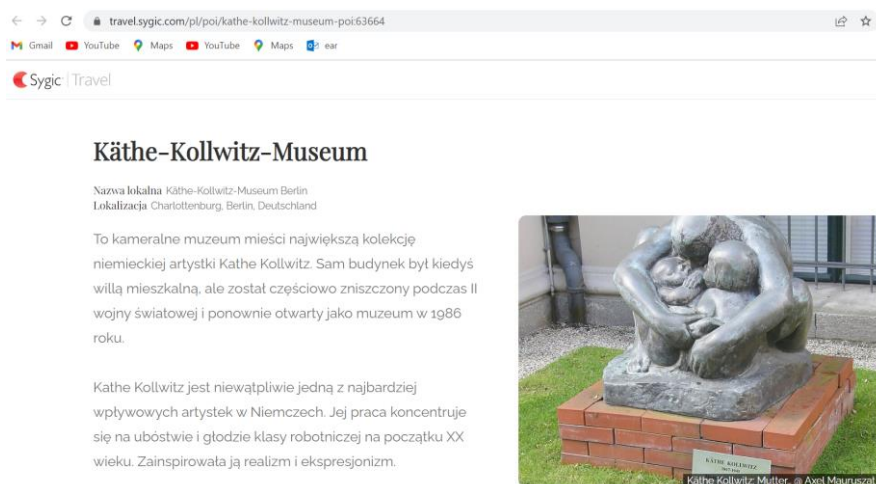 travel.sygic.com/pl/poi/kathe-kollwitz-museum-poi:63664
Gmail YouTube Maps YouTube Maps ear
Sygic | Travel
Käthe-Kollwitz-Museum
Nazwa lokalna Käthe-Kollwitz-Museum Berlin
Lokalizacja Charlottenburg, Berlin, Deutschland
To kameralne muzeum mieści największą kolekcję
niemieckiej artystki Kathe Kollwitz. Sam budynek był kiedyś
willą mieszkalną, ale został częściowo zniszczony podczas II
wojny światowej i ponownie otwarty jako muzeum w 1986
roku.
Kathe Kollwitz jest niewątpliwie jedną z najbardziej
wpływowych artystek w Niemczech. Jej praca koncentruje
się na ubóstwie i głodzie klasy robotniczej na początku XX
wieku. Zainspirowała ją realizm i ekspresjonizm.
KÄTHE KOLLWITZ
Käthe Kollwitz: Mutter.. @ Axel Mauruszat